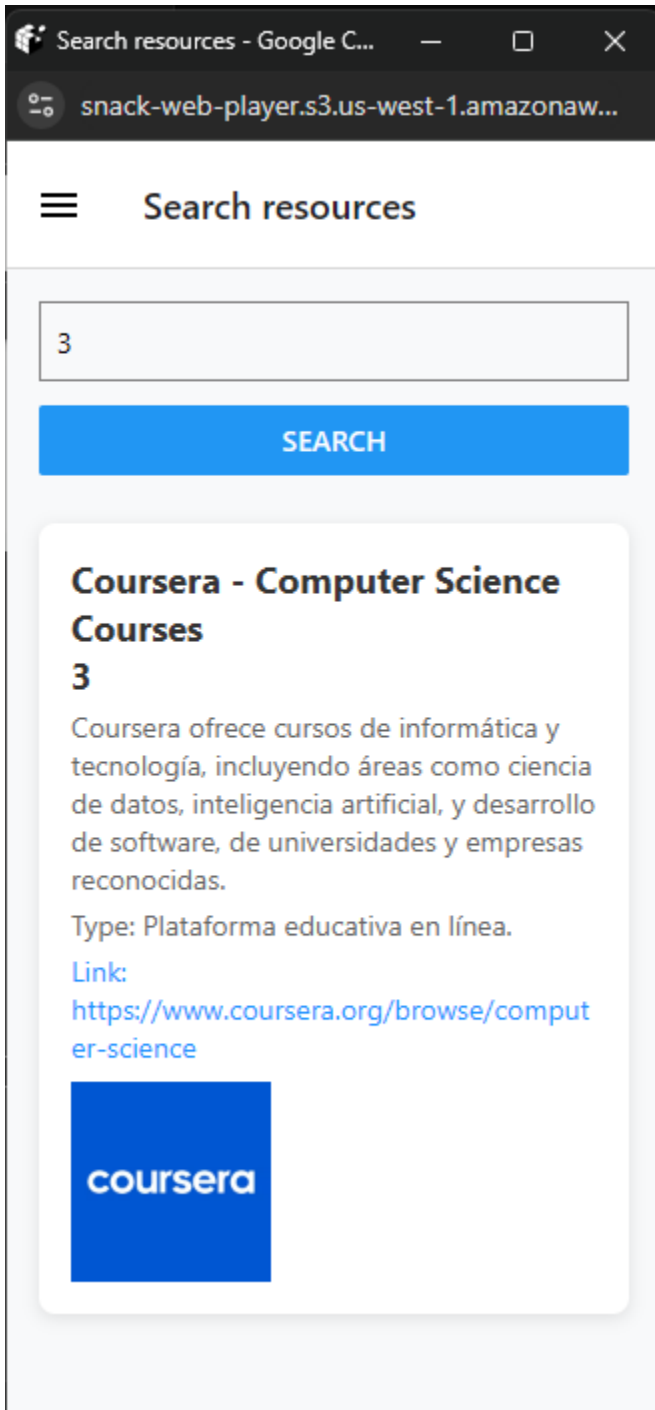 Search resources - Google C...
snack-web-player.s3.us-west-1.amazonaw...
Search resources
3
SEARCH
Coursera - Computer Science
Courses
3
Coursera ofrece cursos de informática y
tecnología, incluyendo áreas como ciencia
de datos, inteligencia artificial, y desarrollo
de software, de universidades y empresas
reconocidas.
Type: Plataforma educativa en línea.
Link:
https://www.coursera.org/browse/comput
er-science
coursera